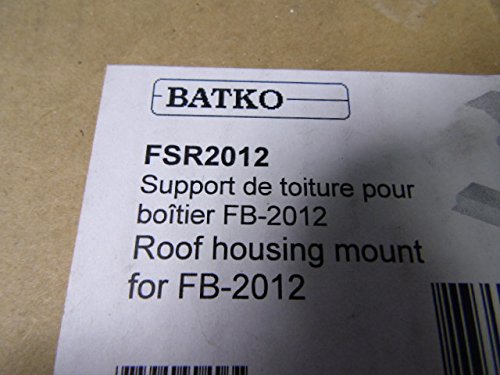 BATKO
FSR2012
Support de toiture pour
boîtier FB-2012
Roof housing mount
for FB-2012